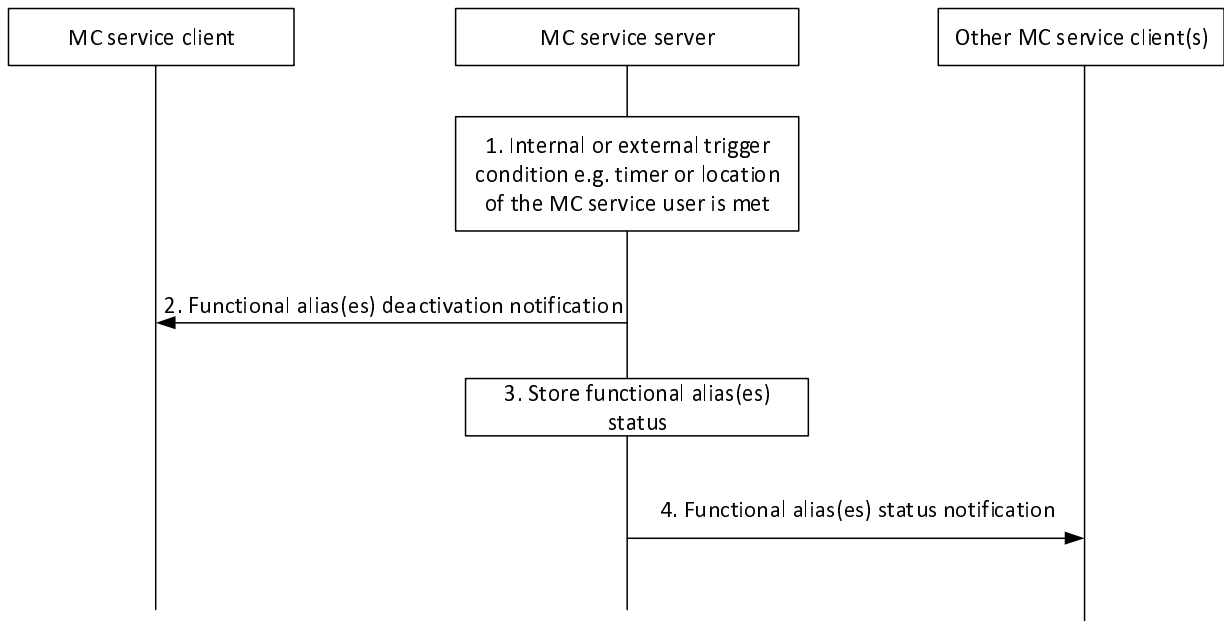 MC service client
MC service server
Other MC service client(s)
1. Internal or external trigger
condition e.g. timer or location
of the MC service user is met
2. Functional alias(es) deactivation notification
3. Store functional alias(es)
status
4. Functional alias(es) status notification